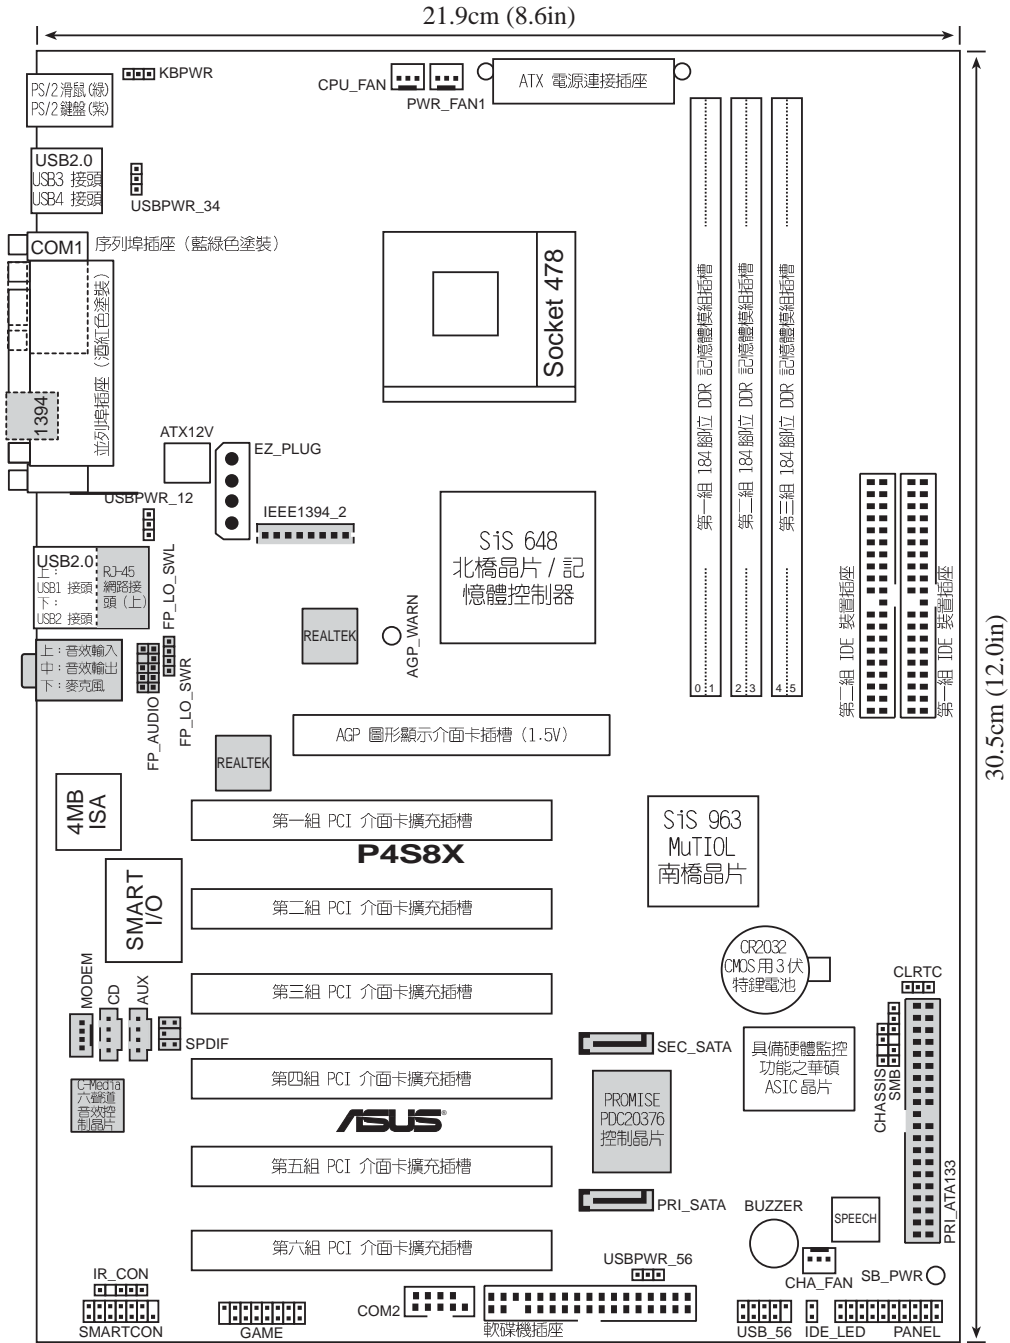 21.9cm (8.6in)
KBPWR
PS/2滑鼠(綠)
PS/2鍵盤(紫)
CPU_FAN
PWR_FAN1
ATX 電源連接插座
USB2.0
USB3 接頭
USB4 接頭
USBPWR_34
COM1
序列埠插座 (藍綠色塗裝)
並列埠插座 (酒紅色塗裝)
1394
Socket 478
第一組 184腳位 DDR 記憶體模組插槽
第二組 184腳位 DDR 記憶體模組插槽
第三組 184腳位 DDR 記憶體模組插槽
0 1
2 3
4 5
ATX12V
EZ_PLUG
USBPWR_12
IEEE1394_2
SiS 648
北橋晶片 / 記
憶體控制器
USB2.0
上：
USB1 接頭
下：
USB2 接頭
RJ-45
網路接
頭 (上)
FP_LO_SWL
REALTEK
AGP_WARN
上：音效輸入
中：音效輸出
下：麥克風
FP_AUDIO
FP_LO_SWR
第二組 IDE 裝置插座
第一組 IDE 裝置插座
30.5cm (12.0in)
AGP 圖形顯示介面卡插槽 (1.5V)
REALTEK
4MB
ISA
第一組 PCI 介面卡擴充插槽
P4S8X
SiS 963
MuTIOL
南橋晶片
SMART
I/O
第二組 PCI 介面卡擴充插槽
CR2032
CMOS用3伏
特鋰電池
第三組 PCI 介面卡擴充插槽
CLRTC
MODEM
CD
AUX
SPDIF
SEC_SATA
具備硬體監控
功能之華碩
ASIC晶片
CHASSIS
SMB
第四組 PCI 介面卡擴充插槽
C-Media
六聲道
音效控
制晶片
PROMISE
PDC20376
控制晶片
ASUS®
第五組 PCI 介面卡擴充插槽
PRI_SATA
BUZZER
SPEECH
PRI_ATA133
第六組 PCI 介面卡擴充插槽
USBPWR_56
CHA_FAN
SB_PWR
IR_CON
SMARTCON
GAME
COM2
軟碟機插座
USB_56
IDE_LED
PANEL